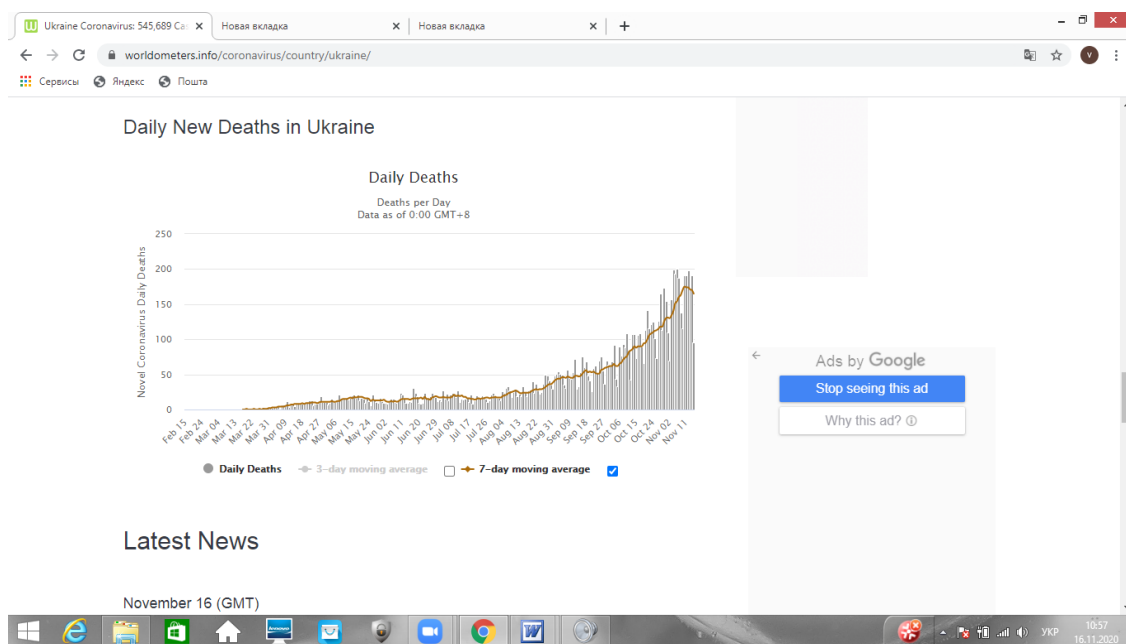 Ukraine Coronavirus: 545,689 Ca
Новая вкладка
Новая вкладка
worldometers.info/coronavirus/country/ukraine/
V
Сервисы
Яндекс
Пошта
Daily New Deaths in Ukraine
Daily Deaths
Deaths per Day
Data as of 0:00 GMT+8
Novel Coronavirus Daily Deaths
250
200
150
100
50
0
Feb 15
Feb 24
Mar 04
Mar 13
Mar 22
Mar 31
Apr 09
Apr 18
Apr 27
May 06
May 15
May 24
Jun 02
Jun 11
Jun 20
Jun 29
Jul 08
Jul 17
Jul 26
Aug 04
Aug 13
Aug 22
Aug 31
Sep 09
Sep 18
Sep 27
Oct 06
Oct 15
Oct 24
Nov 02
Nov 11
Daily Deaths 3-day moving average 7-day moving average
Ads by Google
Stop seeing this ad
Why this ad?
Latest News
November 16 (GMT)
УКР
10:57
16.11.2020